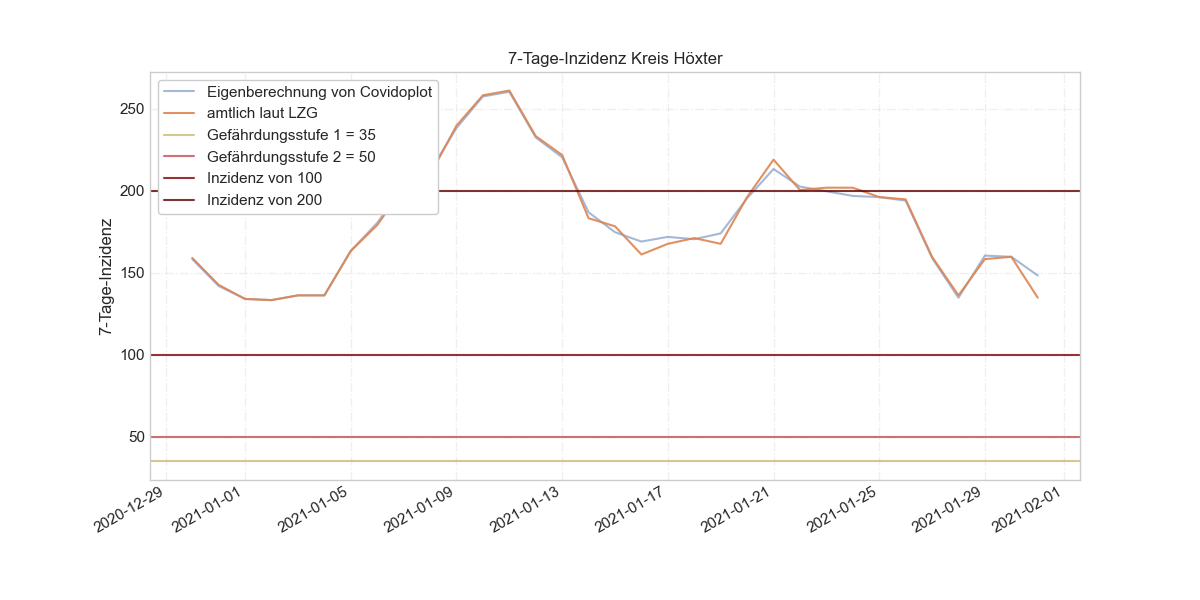 7-Tage-Inzidenz Kreis Höxter
Eigenberechnung von Covidoplot
amtlich laut LZG
Gefährdungsstufe 1 = 35
Gefährdungsstufe 2 = 50
Inzidenz von 100
Inzidenz von 200
7-Tage-Inzidenz
250
200
150
100
50
2020-12-29
2021-01-01
2021-01-05
2021-01-09
2021-01-13
2021-01-17
2021-01-21
2021-01-25
2021-01-29
2021-02-01